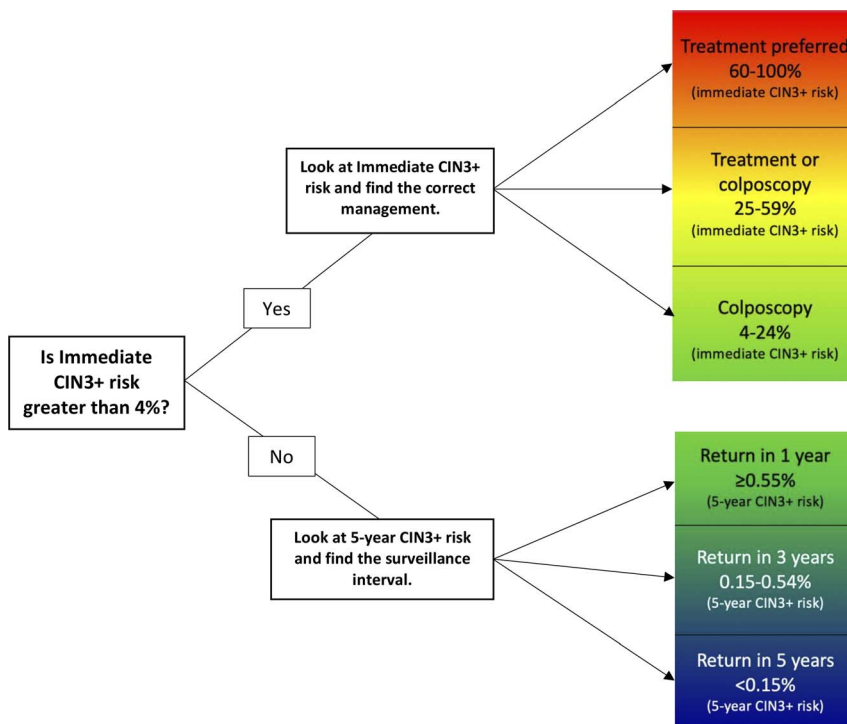 Is Immediate
CIN3+ risk
greater than 4%?
Yes
Look at Immediate CIN3+
risk and find the correct
management.
Treatment preferred
60-100%
(immediate CIN3+ risk)
Treatment or
colposcopy
25-59%
(immediate CIN3+ risk)
Colposcopy
4-24%
(immediate CIN3+ risk)
No
Look at 5-year CIN3+ risk
and find the surveillance
interval.
Return in 1 year
≥0.55%
(5-year CIN3+ risk)
Return in 3 years
0.15-0.54%
(5-year CIN3+ risk)
Return in 5 years
<0.15%
(5-year CIN3+ risk)